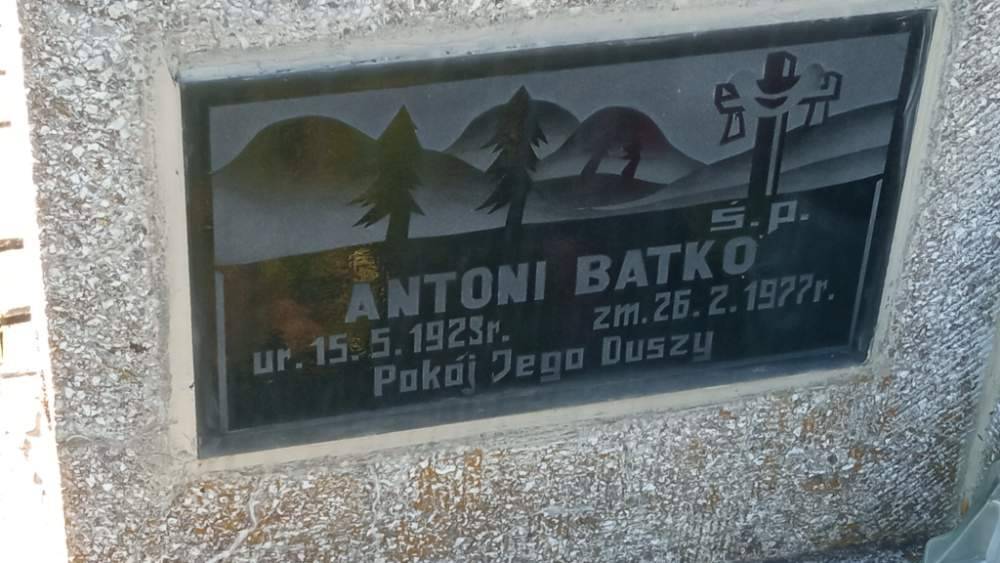 Ś.P.
ANTONI BATKO
ur. 15. 5. 1923r. zm. 26. 2. 1977r.
Pokój Jego Duszy